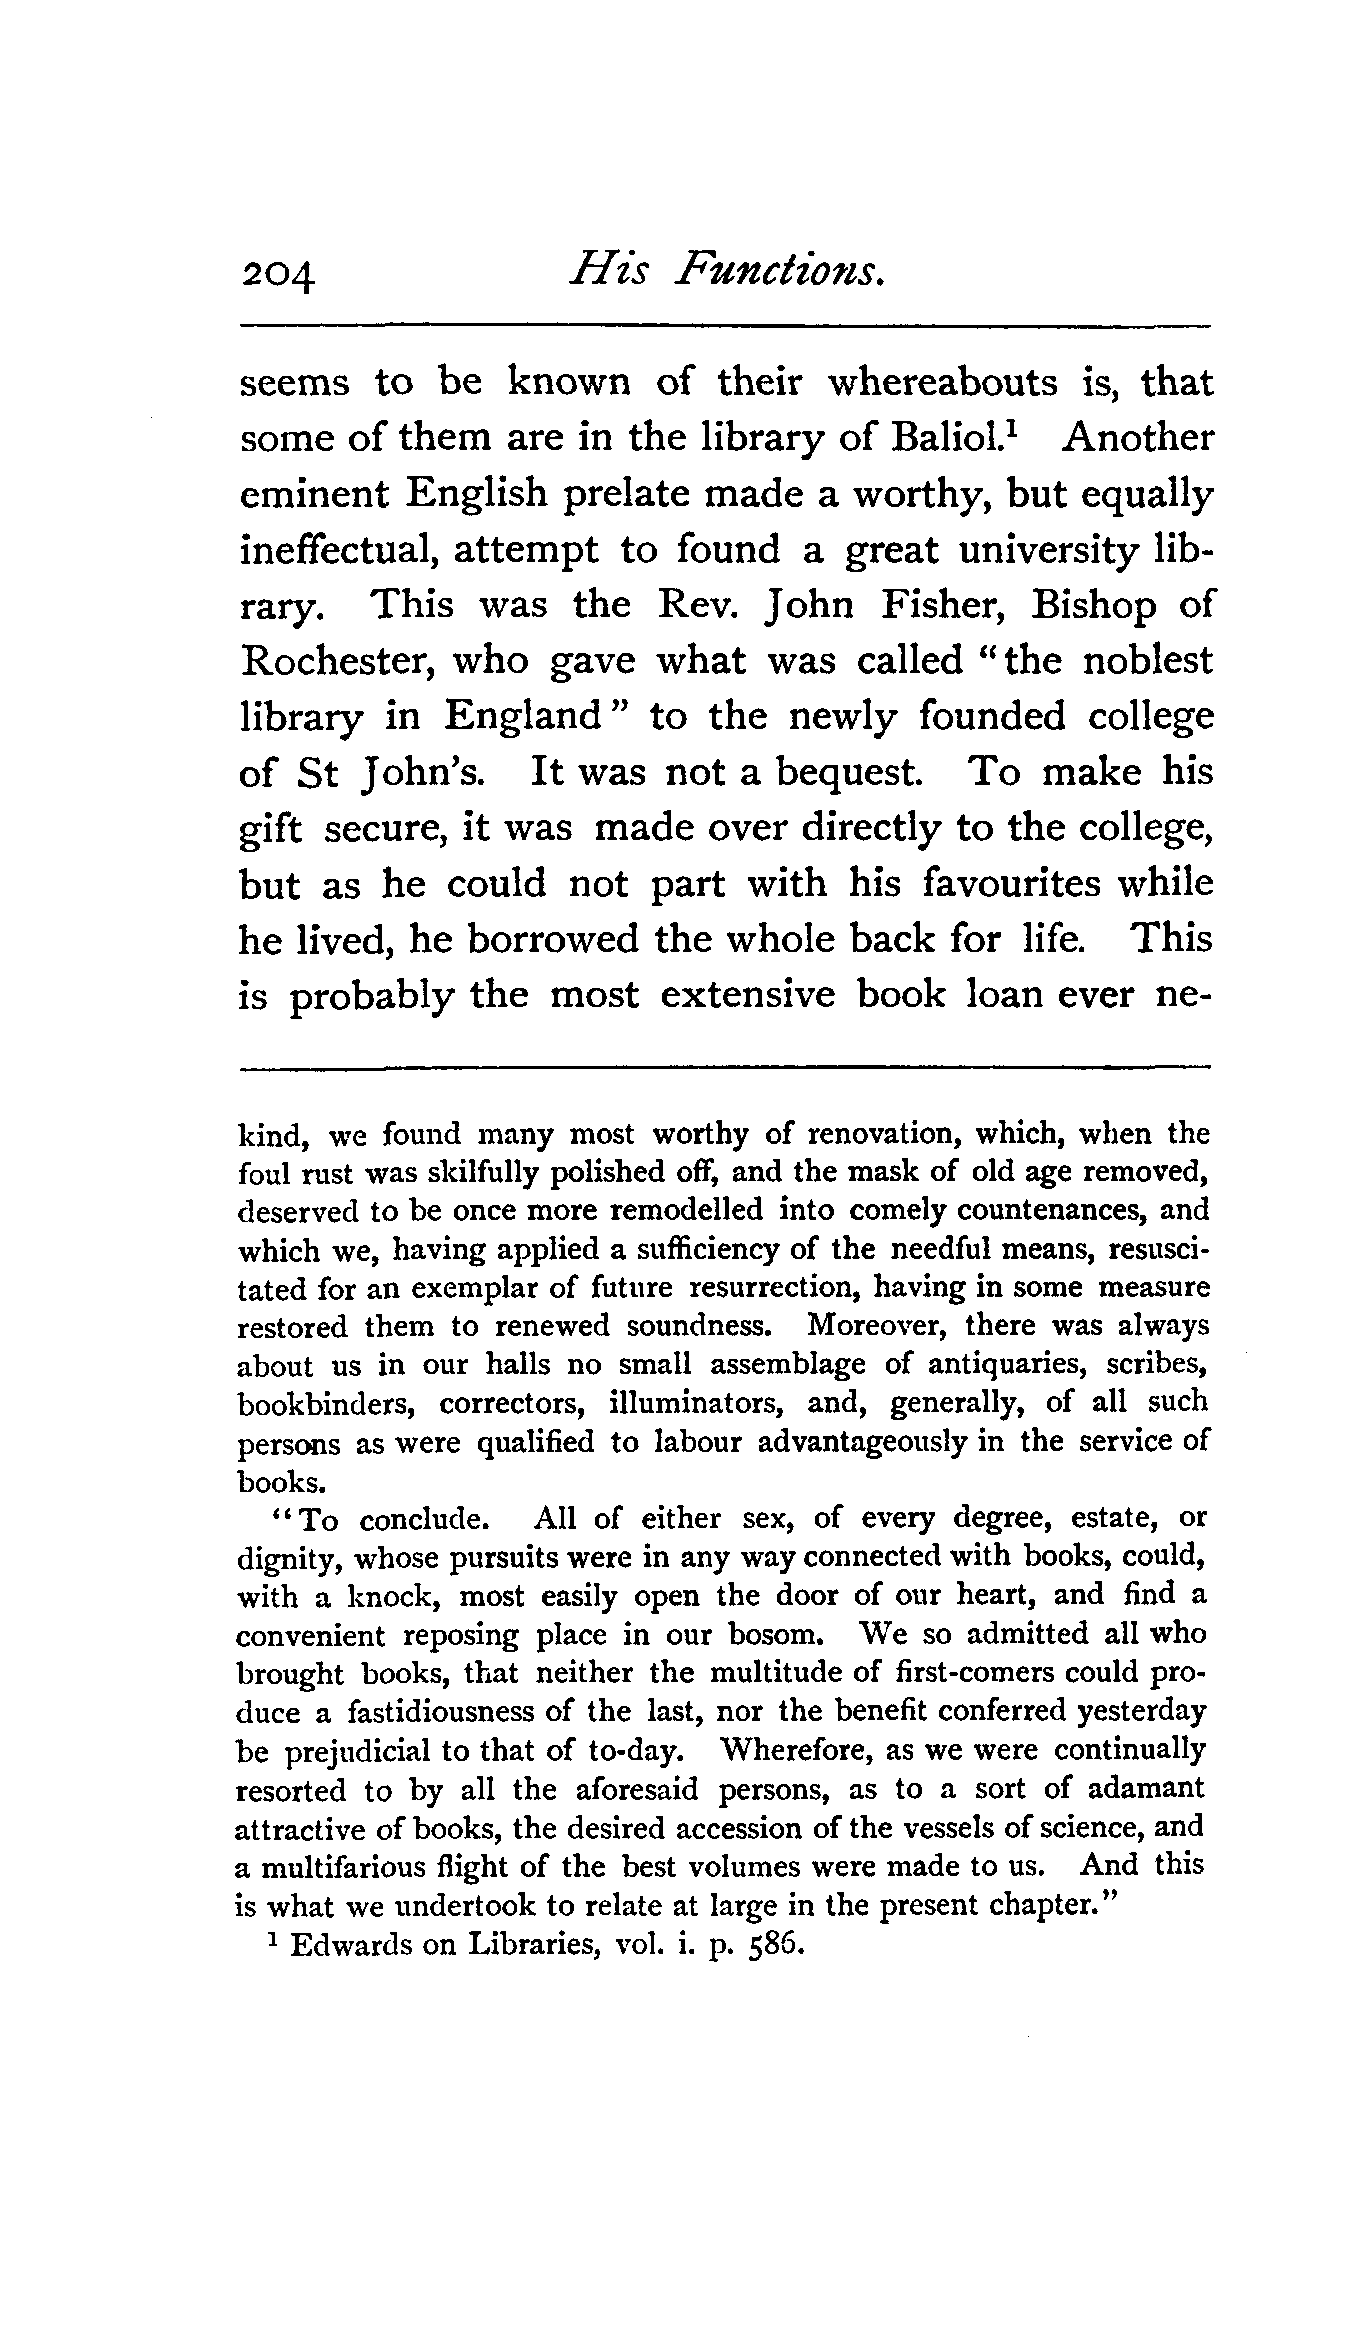 204 His Functions.
seems to be known of their whereabouts is, that
some of them are in the library of Baliol.¹ Another
eminent English prelate made a worthy, but equally
ineffectual, attempt to found a great university lib-
rary. This was the Rev. John Fisher, Bishop of
Rochester, who gave what was called "the noblest
library in England" to the newly founded college
of St John's. It was not a bequest. To make his
gift secure, it was made over directly to the college,
but as he could not part with his favourites while
he lived, he borrowed the whole back for life. This
is probably the most extensive book loan ever ne-
kind, we found many most worthy of renovation, which, when the
foul rust was skilfully polished off, and the mask of old age removed,
deserved to be once more remodelled into comely countenances, and
which we, having applied a sufficiency of the needful means, resusci-
tated for an exemplar of future resurrection, having in some measure
restored them to renewed soundness. Moreover, there was always
about us in our halls no small assemblage of antiquaries, scribes,
bookbinders, correctors, illuminators, and, generally, of all such
persons as were qualified to labour advantageously in the service of
books.
"To conclude. All of either sex, of every degree, estate, or
dignity, whose pursuits were in any way connected with books, could,
with a knock, most easily open the door of our heart, and find a
convenient reposing place in our bosom. We so admitted all who
brought books, that neither the multitude of first-comers could pro-
duce a fastidiousness of the last, nor the benefit conferred yesterday
be prejudicial to that of to-day. Wherefore, as we were continually
resorted to by all the aforesaid persons, as to a sort of adamant
attractive of books, the desired accession of the vessels of science, and
a multifarious flight of the best volumes were made to us. And this
is what we undertook to relate at large in the present chapter."
¹ Edwards on Libraries, vol. i. p. 586.